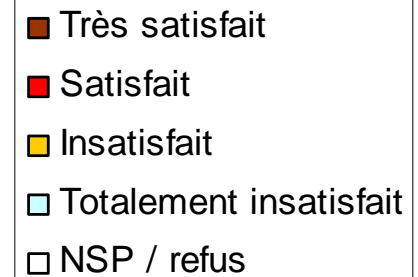 Très satisfait
Satisfait
Insatisfait
Totalement insatisfait
NSP / refus